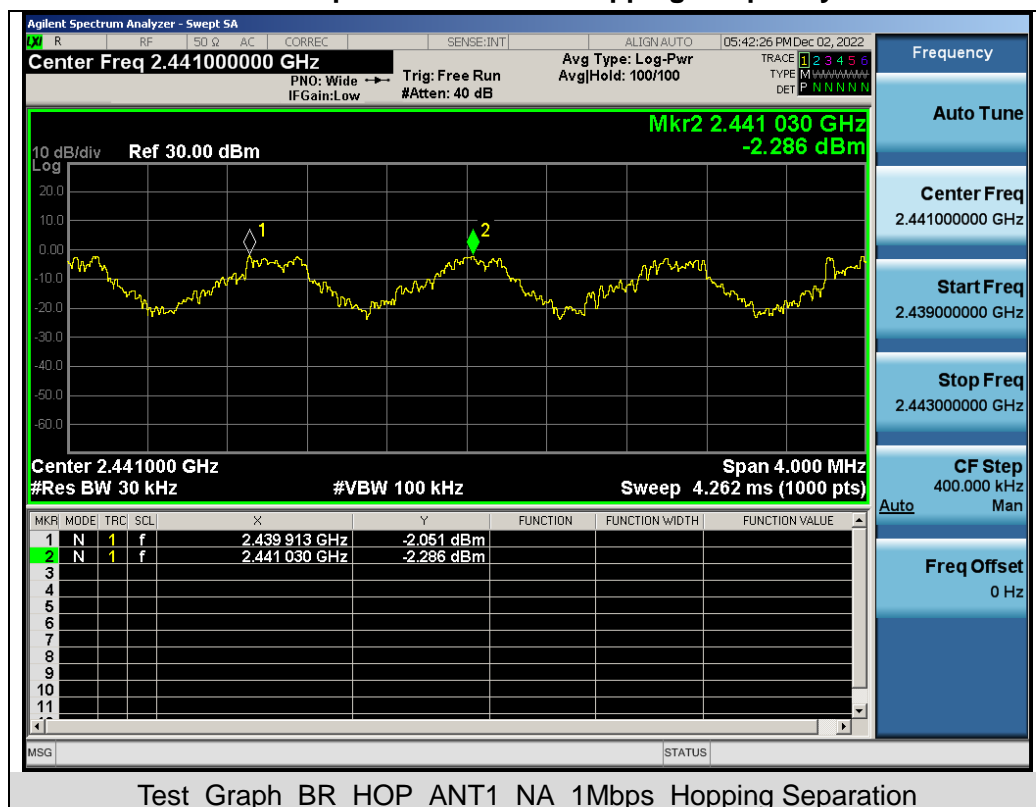 Agilent Spectrum Analyzer - Swept SA
LXI R RF 50 Ω AC CORREC SENSE:INT ALIGN AUTO 05:42:26 PM Dec 02, 2022
Center Freq 2.441000000 GHz
PNO: Wide
IFGain:Low
Trig: Free Run
#Atten: 40 dB
Avg Type: Log-Pwr
Avg|Hold: 100/100
TRACE 1 2 3 4 5 6
TYPE M
DET P N N N N N
Frequency
Auto Tune
Center Freq
2.441000000 GHz
Start Freq
2.439000000 GHz
Stop Freq
2.443000000 GHz
CF Step
400.000 kHz
Auto Man
Freq Offset
0 Hz
Mkr2 2.441 030 GHz
-2.286 dBm
10 dB/div Ref 30.00 dBm
Log
20.0
10.0
0.00
-10.0
-20.0
-30.0
-40.0
-50.0
-60.0
1
2
Center 2.441000 GHz Span 4.000 MHz
#Res BW 30 kHz #VBW 100 kHz Sweep 4.262 ms (1000 pts)
MKR MODE TRC SCL X Y FUNCTION FUNCTION WIDTH FUNCTION VALUE
1 N 1 f 2.439 913 GHz -2.051 dBm
2 N 1 f 2.441 030 GHz -2.286 dBm
3
4
5
6
7
8
9
10
11
MSG STATUS
Test_Graph_BR_HOP_ANT1_NA_1Mbps_Hopping Separation